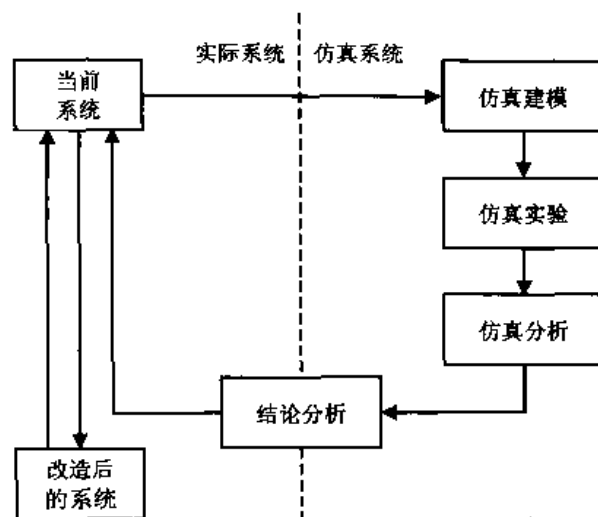 实际系统 仿真系统
当前
系统
仿真建模
仿真实验
仿真分析
结论分析
改造后
的系统